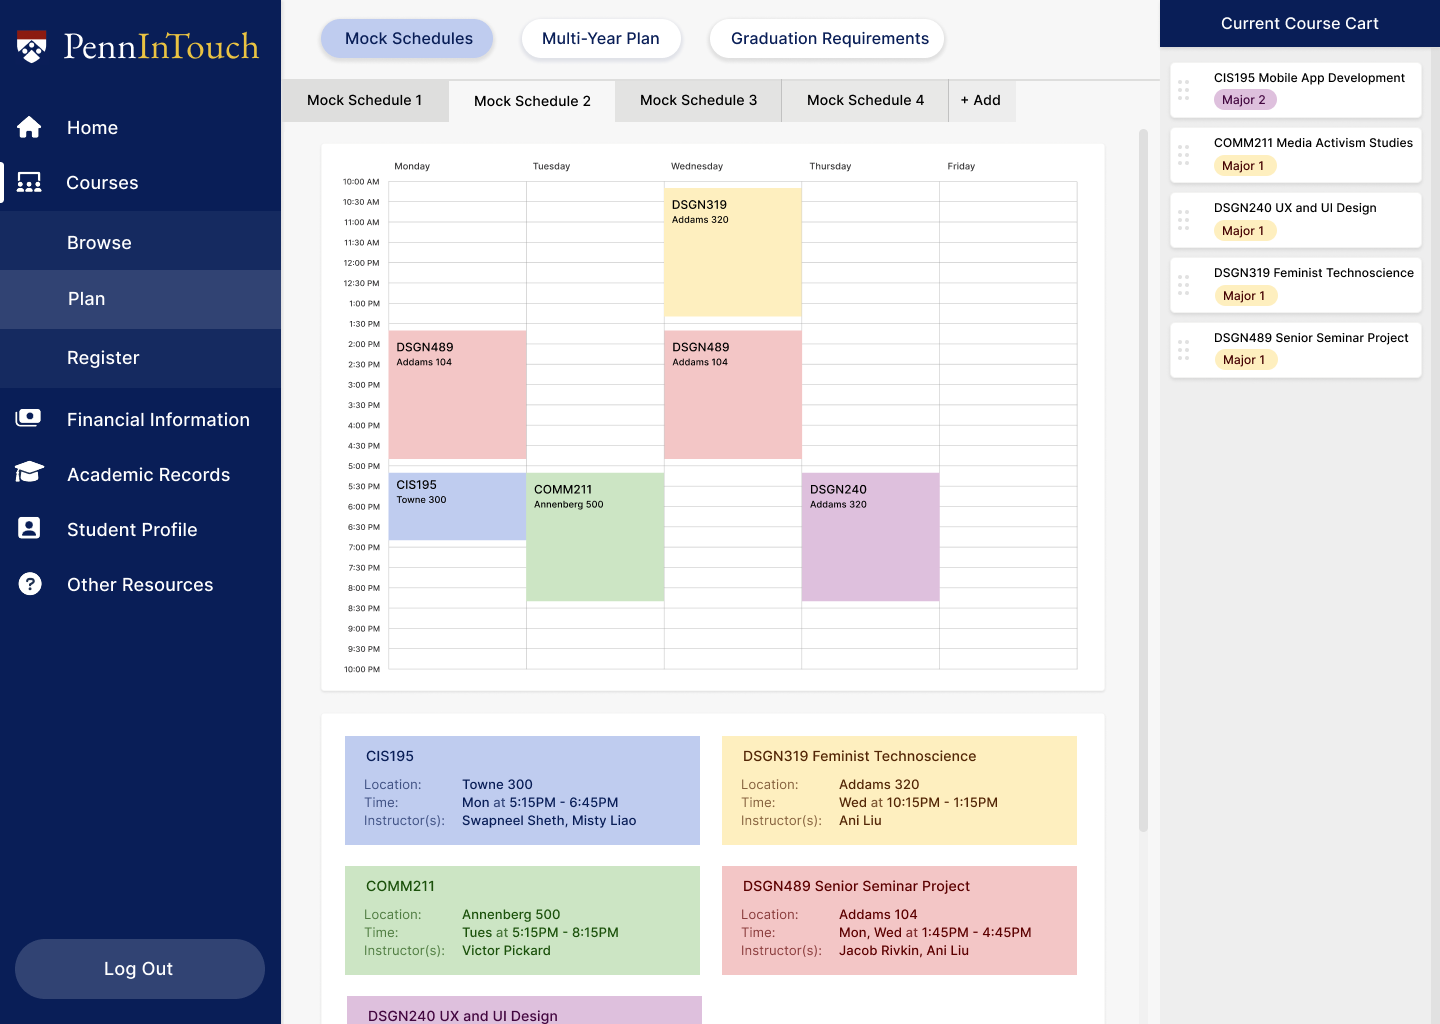 PennInTouch
Home
Courses
Browse
Plan
Register
Financial Information
Academic Records
Student Profile
Other Resources
Log Out
Mock Schedules
Multi-Year Plan
Graduation Requirements
Mock Schedule 1
Mock Schedule 2
Mock Schedule 3
Mock Schedule 4
+ Add
Monday
Tuesday
Wednesday
Thursday
Friday
10:00 AM
10:30 AM
11:00 AM
11:30 AM
12:00 PM
12:30 PM
1:00 PM
1:30 PM
2:00 PM
2:30 PM
3:00 PM
3:30 PM
4:00 PM
4:30 PM
5:00 PM
5:30 PM
6:00 PM
6:30 PM
7:00 PM
7:30 PM
8:00 PM
8:30 PM
9:00 PM
9:30 PM
10:00 PM
DSGN319
Addams 320
DSGN489
Addams 104
DSGN489
Addams 104
CIS195
Towne 300
COMM211
Annenberg 500
DSGN240
Addams 320
CIS195
Location: Towne 300
Time: Mon at 5:15PM - 6:45PM
Instructor(s): Swapneel Sheth, Misty Liao
DSGN319 Feminist Technoscience
Location: Addams 320
Time: Wed at 10:15PM - 1:15PM
Instructor(s): Ani Liu
COMM211
Location: Annenberg 500
Time: Tues at 5:15PM - 8:15PM
Instructor(s): Victor Pickard
DSGN489 Senior Seminar Project
Location: Addams 104
Time: Mon, Wed at 1:45PM - 4:45PM
Instructor(s): Jacob Rivkin, Ani Liu
DSGN240 UX and UI Design
Current Course Cart
CIS195 Mobile App Development
Major 2
COMM211 Media Activism Studies
Major 1
DSGN240 UX and UI Design
Major 1
DSGN319 Feminist Technoscience
Major 1
DSGN489 Senior Seminar Project
Major 1